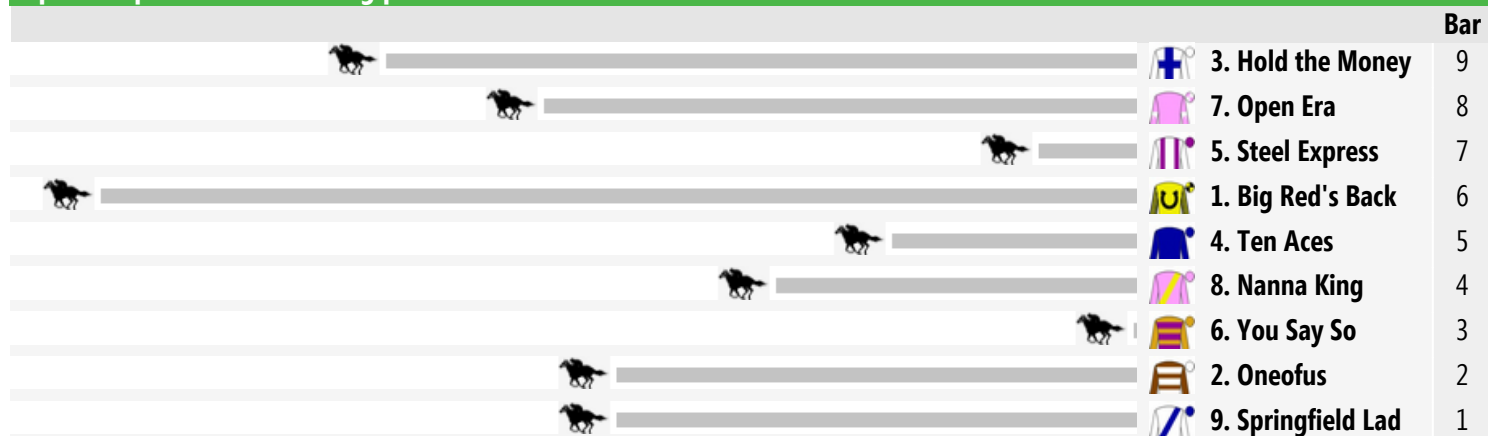 Bar
3. Hold the Money 9
7. Open Era 8
5. Steel Express 7
1. Big Red's Back 6
4. Ten Aces 5
8. Nanna King 4
6. You Say So 3
2. Oneofus 2
9. Springfield Lad 1